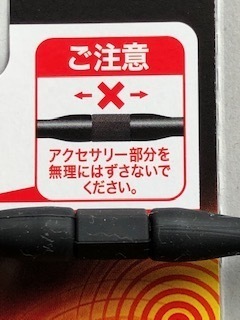 ご注意
アクセサリー部分を
無理にはずさないで
ください。